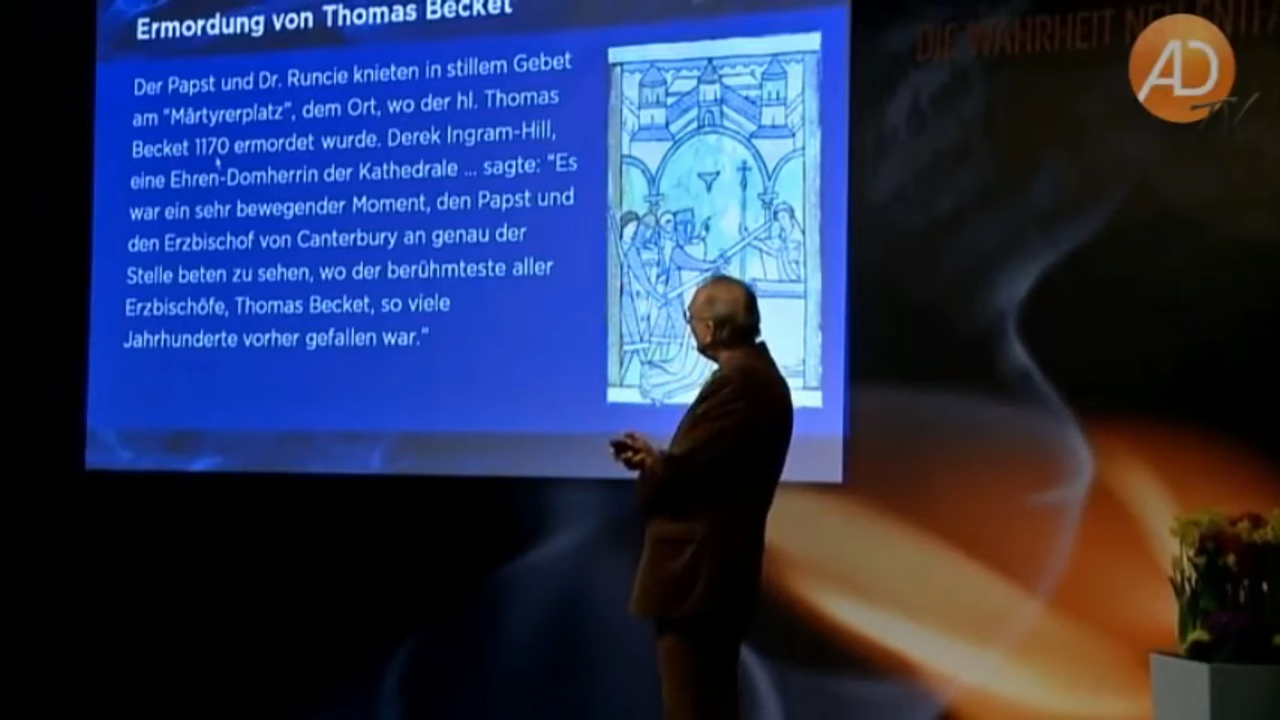 Ermordung von Thomas Becket
Der Papst und Dr. Runcie knieten in stillem Gebet
am "Märtyrerplatz", dem Ort, wo der hl. Thomas
Becket 1170 ermordet wurde. Derek Ingram-Hill,
eine Ehren-Domherrin der Kathedrale ... sagte: "Es
war ein sehr bewegender Moment, den Papst und
den Erzbischof von Canterbury an genau der
Stelle beten zu sehen, wo der berühmteste aller
Erzbischöfe, Thomas Becket, so viele
Jahrhunderte vorher gefallen war."
DIE WAHRHEIT
AD
TV